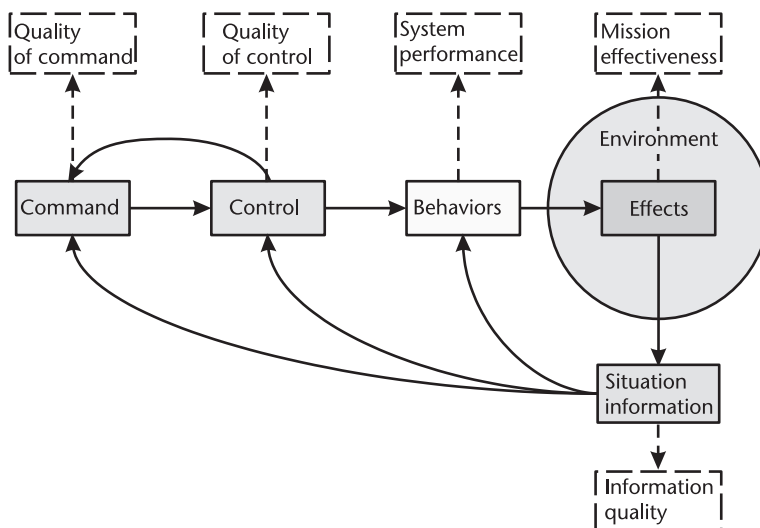 Quality
of command
Quality
of control
System
performance
Mission
effectiveness
Environment
Command
Control
Behaviors
Effects
Situation
information
Information
quality